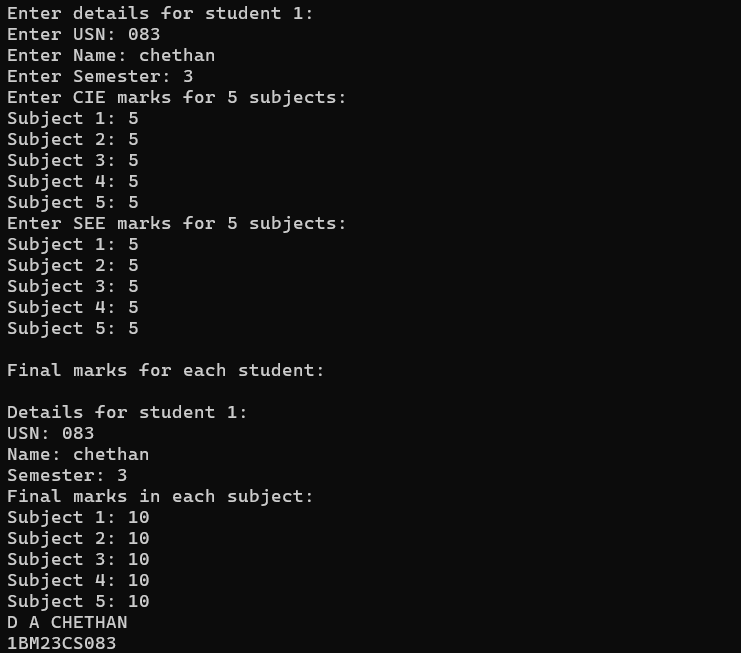 Enter details for student 1:
Enter USN: 083
Enter Name: chethan
Enter Semester: 3
Enter CIE marks for 5 subjects:
Subject 1: 5
Subject 2: 5
Subject 3: 5
Subject 4: 5
Subject 5: 5
Enter SEE marks for 5 subjects:
Subject 1: 5
Subject 2: 5
Subject 3: 5
Subject 4: 5
Subject 5: 5
Final marks for each student:
Details for student 1:
USN: 083
Name: chethan
Semester: 3
Final marks in each subject:
Subject 1: 10
Subject 2: 10
Subject 3: 10
Subject 4: 10
Subject 5: 10
D A CHETHAN
1BM23CS083